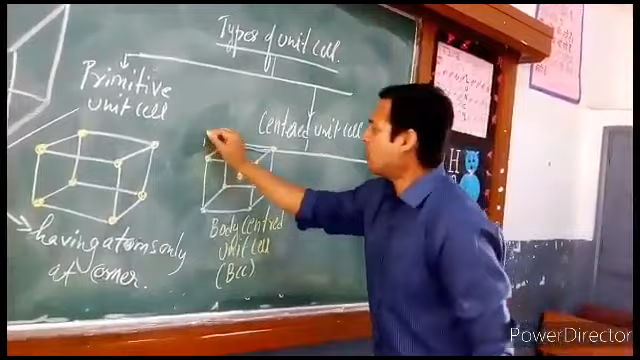 Types of unit cell.
Primitive
unit cell
Centered unit cell
having atoms only
at corner.
Body Centred
unit cell
(BCC)
H
PowerDirector